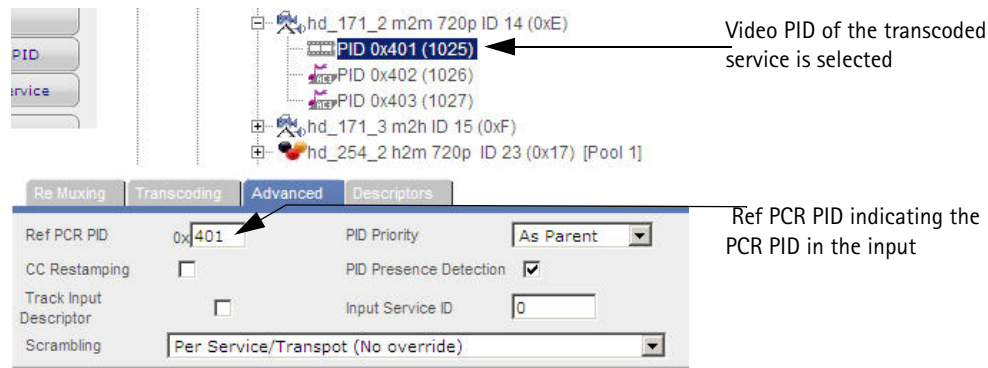 hd_171_2 m2m 720p ID 14 (0xE)
PID 0x401 (1025)
PID 0x402 (1026)
PID 0x403 (1027)
hd_171_3 m2h ID 15 (0xF)
hd_254_2 h2m 720p ID 23 (0x17) [Pool 1]
PID
ervice
Video PID of the transcoded
service is selected
Re Muxing Transcoding Advanced Descriptors
Ref PCR PID 0x 401 PID Priority As Parent
CC Restamping PID Presence Detection
Track Input
Descriptor
Input Service ID 0
Scrambling Per Service/Transpot (No override)
Ref PCR PID indicating the
PCR PID in the input